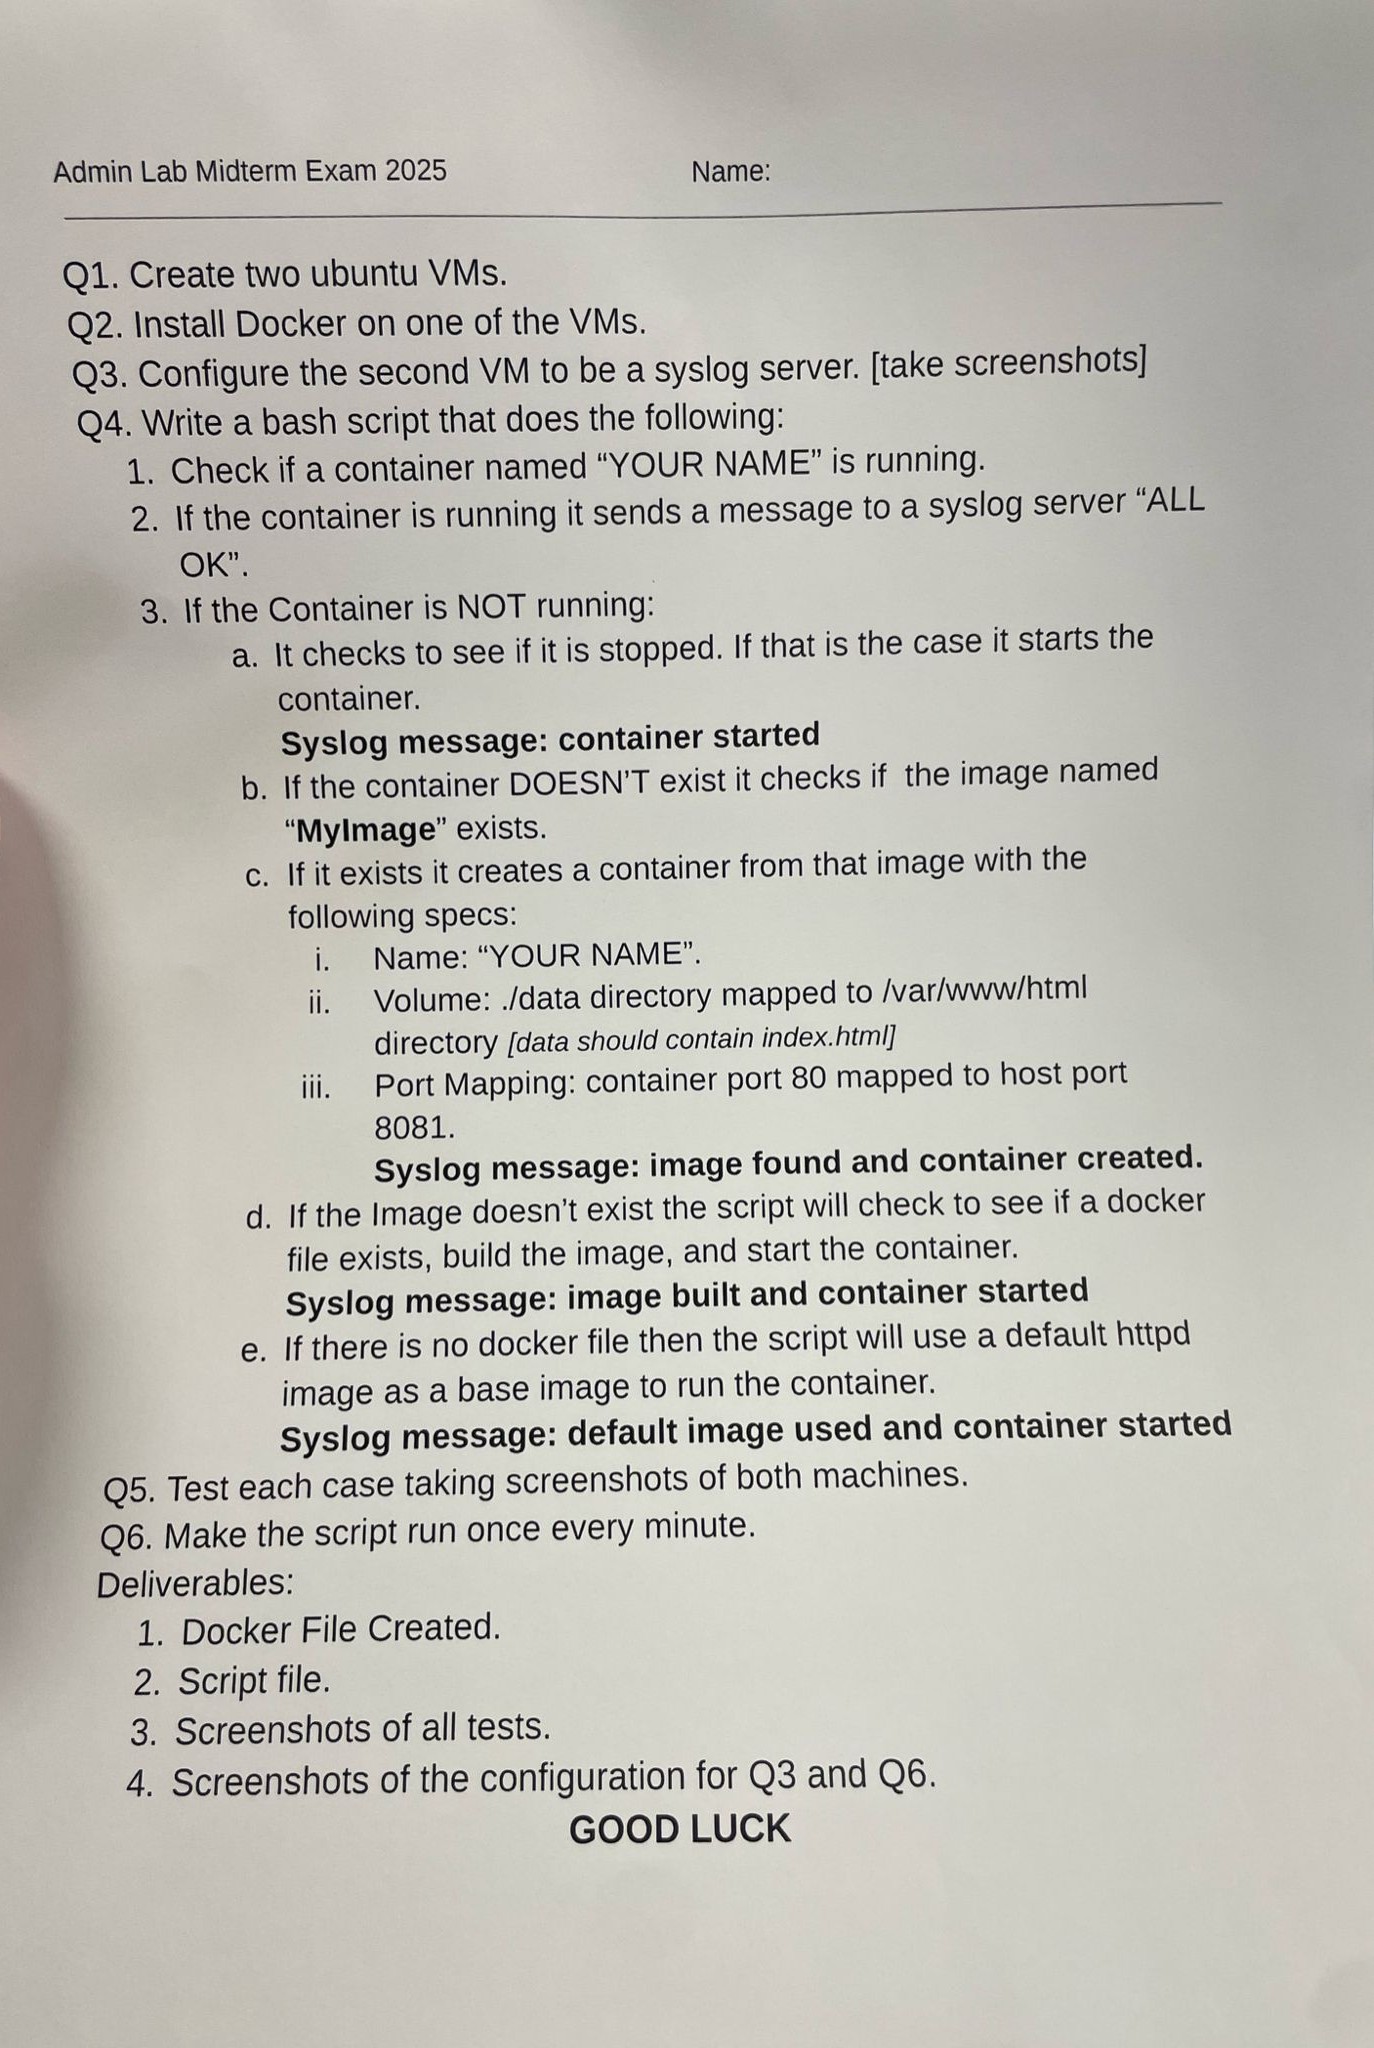 Admin Lab Midterm Exam 2025 Name:
Q1. Create two ubuntu VMs.
Q2. Install Docker on one of the VMs.
Q3. Configure the second VM to be a syslog server. [take screenshots]
Q4. Write a bash script that does the following:
1. Check if a container named “YOUR NAME” is running.
2. If the container is running it sends a message to a syslog server “ALL
OK”.
3. If the Container is NOT running:
a. It checks to see if it is stopped. If that is the case it starts the
container.
Syslog message: container started
b. If the container DOESN’T exist it checks if the image named
“MyImage” exists.
c. If it exists it creates a container from that image with the
following specs:
i. Name: “YOUR NAME”.
ii. Volume: ./data directory mapped to /var/www/html
directory [data should contain index.html]
iii. Port Mapping: container port 80 mapped to host port
8081.
Syslog message: image found and container created.
d. If the Image doesn’t exist the script will check to see if a docker
file exists, build the image, and start the container.
Syslog message: image built and container started
e. If there is no docker file then the script will use a default httpd
image as a base image to run the container.
Syslog message: default image used and container started
Q5. Test each case taking screenshots of both machines.
Q6. Make the script run once every minute.
Deliverables:
1. Docker File Created.
2. Script file.
3. Screenshots of all tests.
4. Screenshots of the configuration for Q3 and Q6.
GOOD LUCK